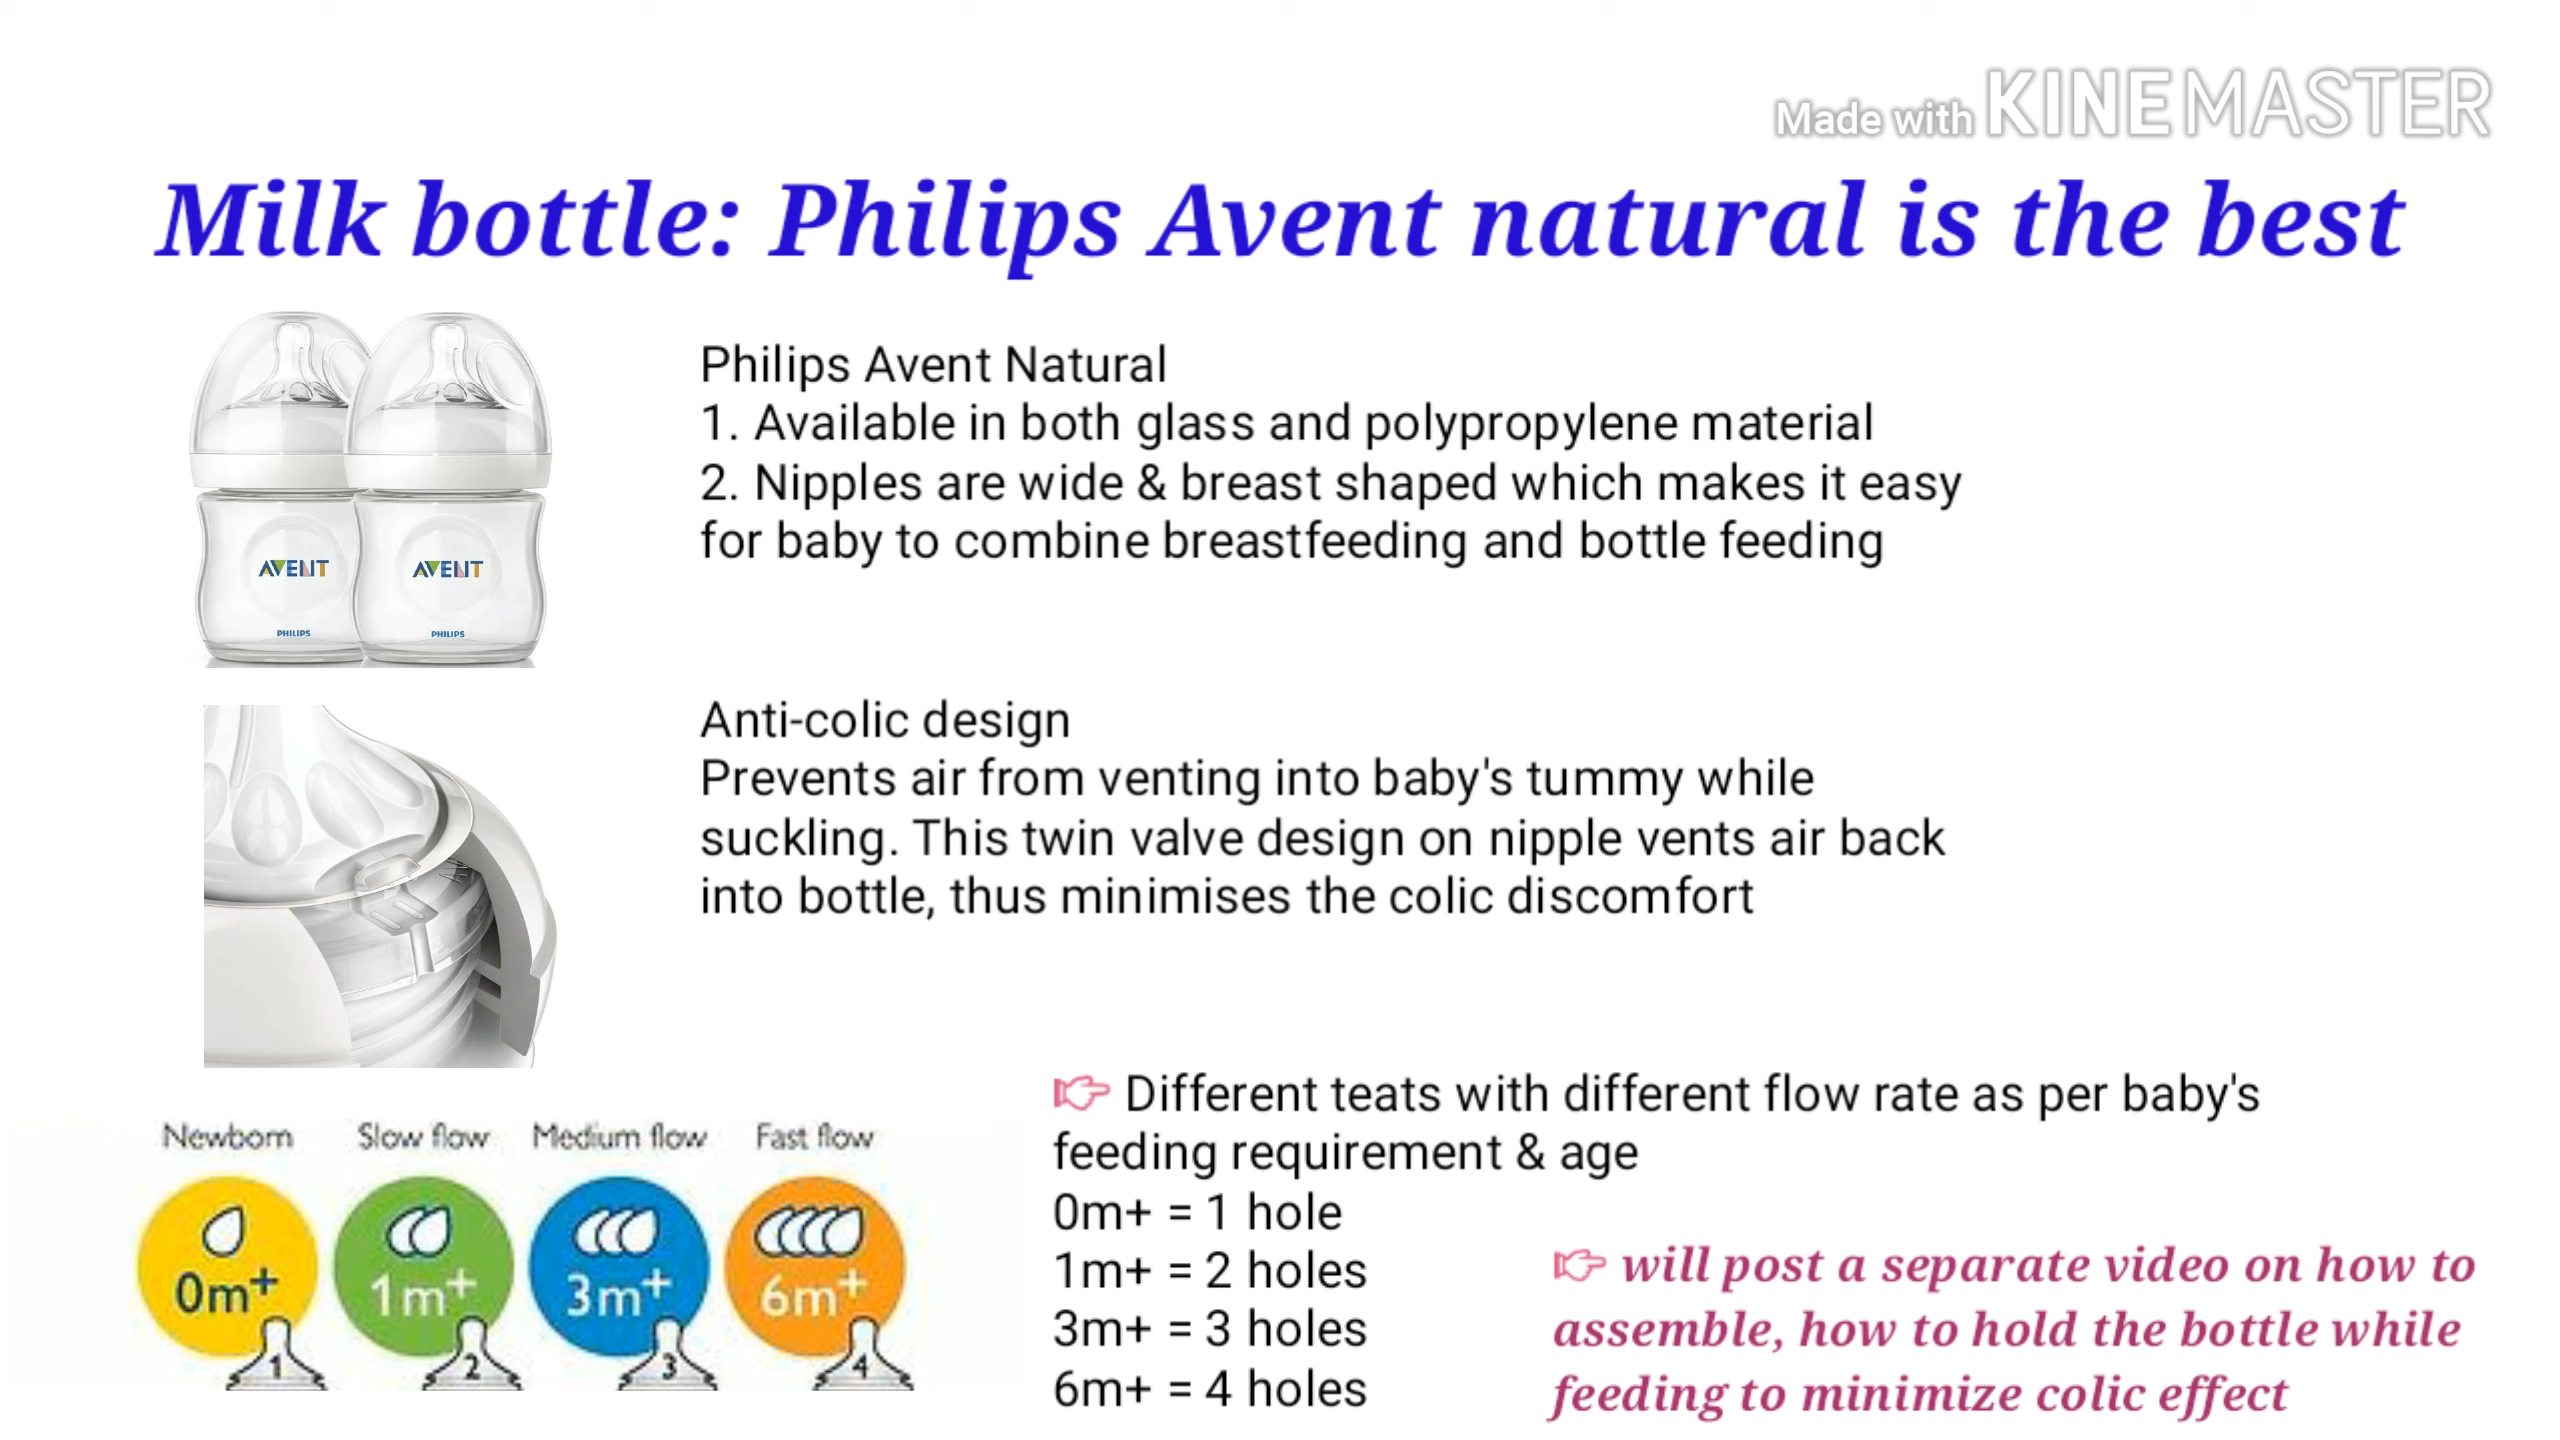 Made with KINEMASTER
Milk bottle: Philips Avent natural is the best
AVENT
AVENT
PHILIPS
PHILIPS
Philips Avent Natural
1. Available in both glass and polypropylene material
2. Nipples are wide & breast shaped which makes it easy
for baby to combine breastfeeding and bottle feeding
Anti-colic design
Prevents air from venting into baby's tummy while
suckling. This twin valve design on nipple vents air back
into bottle, thus minimises the colic discomfort
Newborn Slow flow Medium flow Fast flow
0m+ 1m+ 3m+ 6m+
1 2 3 4
👉 Different teats with different flow rate as per baby's
feeding requirement & age
0m+ = 1 hole
1m+ = 2 holes
3m+ = 3 holes
6m+ = 4 holes
👉 will post a separate video on how to
assemble, how to hold the bottle while
feeding to minimize colic effect